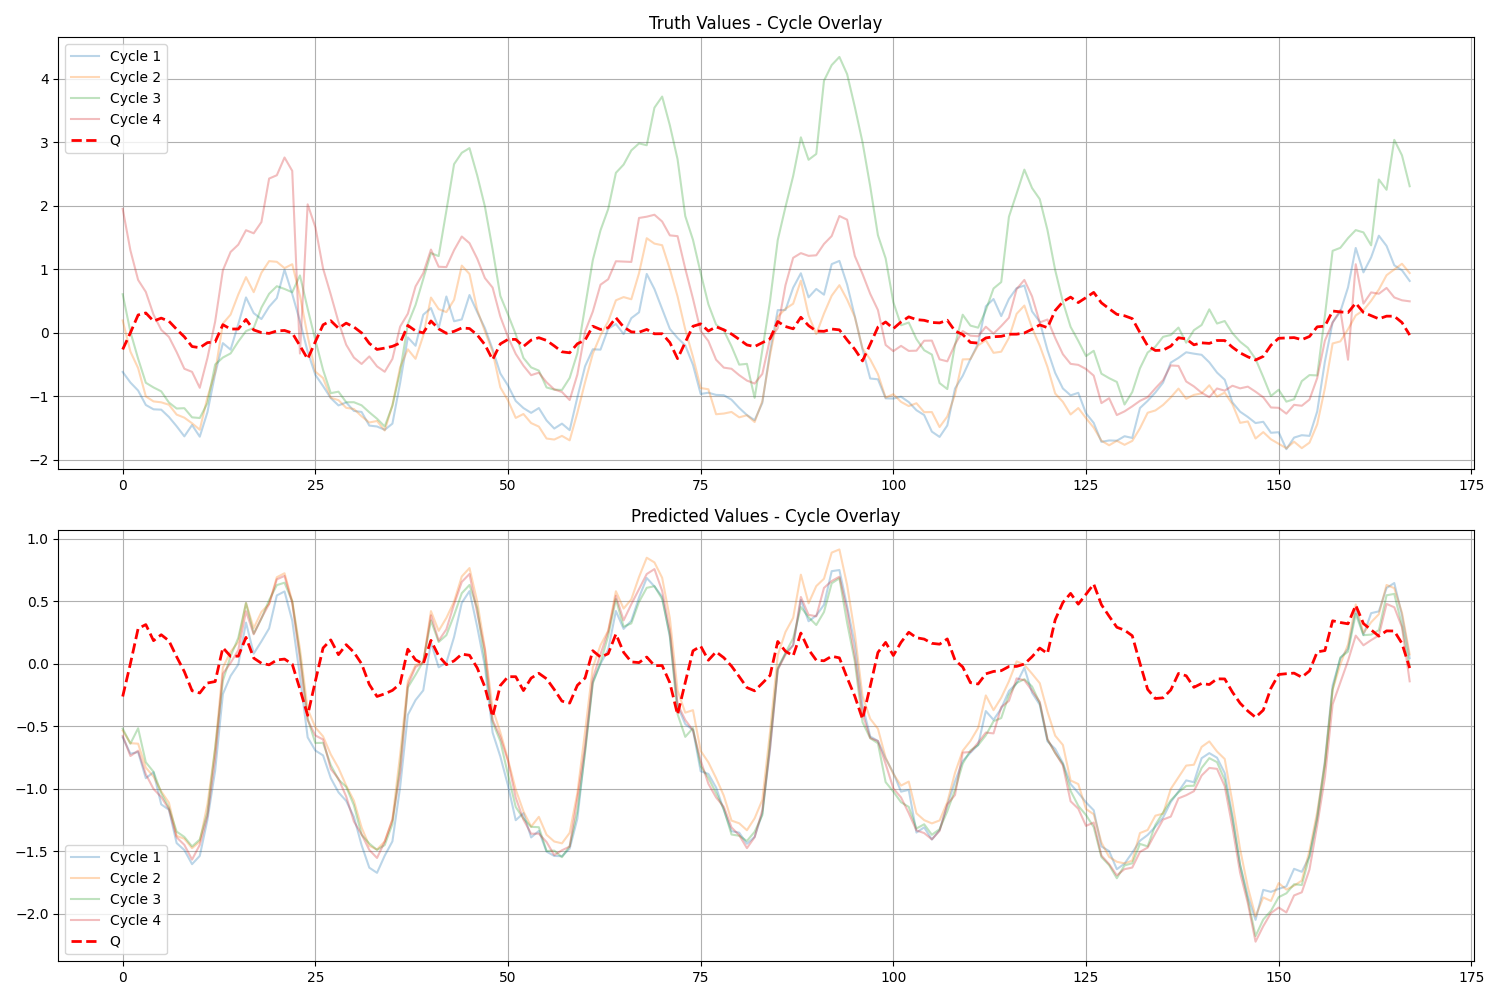 Truth Values - Cycle Overlay
Cycle 1
Cycle 2
Cycle 3
Cycle 4
Q
4
3
2
1
0
−1
−2
0 25 50 75 100 125 150 175
Predicted Values - Cycle Overlay
1.0
0.5
0.0
−0.5
−1.0
−1.5
−2.0
Cycle 1
Cycle 2
Cycle 3
Cycle 4
Q
0 25 50 75 100 125 150 175